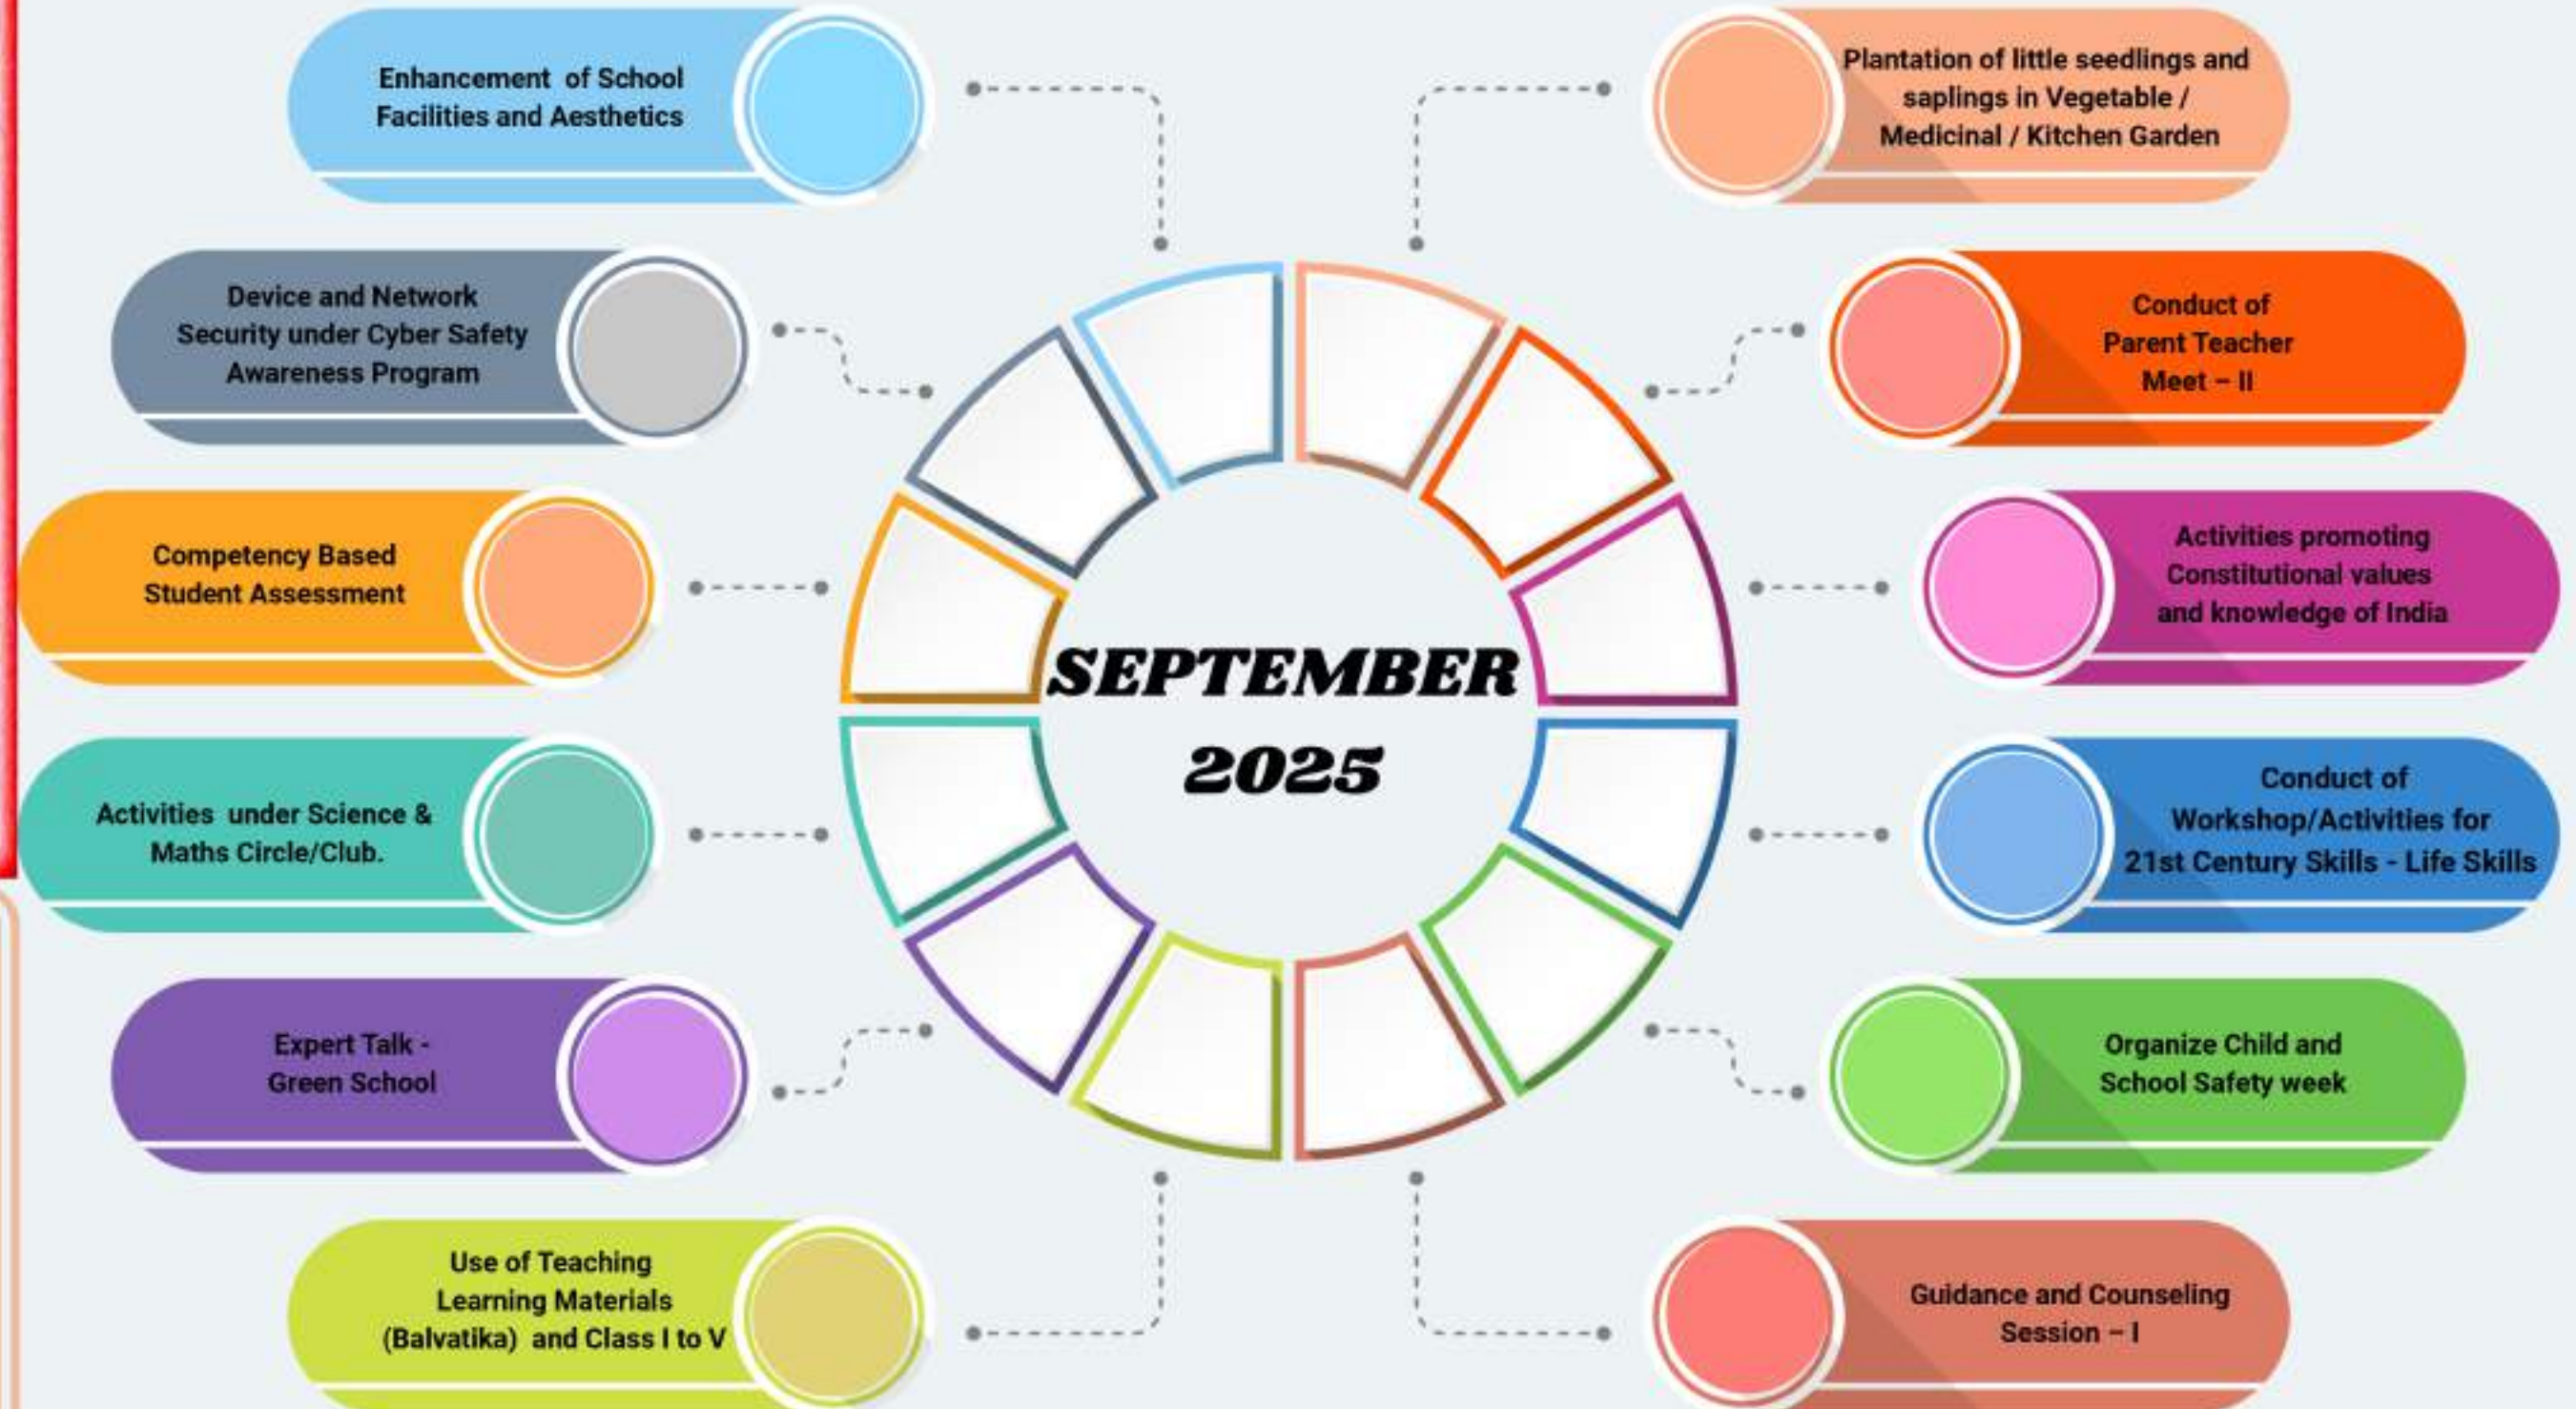 Enhancement of School
Facilities and Aesthetics
Device and Network
Security under Cyber Safety
Awareness Program
Competency Based
Student Assessment
Activities under Science &
Maths Circle/Club.
Expert Talk -
Green School
Use of Teaching
Learning Materials
(Balvatika) and Class I to V
SEPTEMBER
2025
Plantation of little seedlings and
saplings in Vegetable /
Medicinal / Kitchen Garden
Conduct of
Parent Teacher
Meet – II
Activities promoting
Constitutional values
and knowledge of India
Conduct of
Workshop/Activities for
21st Century Skills - Life Skills
Organize Child and
School Safety week
Guidance and Counseling
Session – I